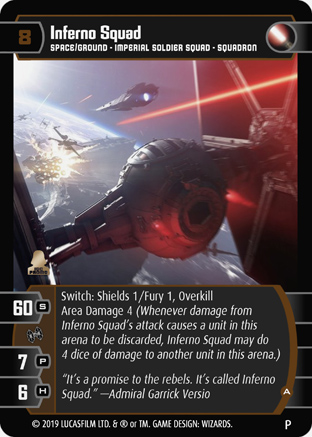 8
Inferno Squad
SPACE/GROUND - IMPERIAL SOLDIER SQUAD - SQUADRON
60 S
7 P
6 H
Switch: Shields 1/Fury 1, Overkill
Area Damage 4 (Whenever damage from
Inferno Squad's attack causes a unit in this
arena to be discarded, Inferno Squad may do
4 dice of damage to another unit in this arena.)
"It's a promise to the rebels. It's called Inferno
Squad." —Admiral Garrick Versio
A
© 2019 LUCASFILM LTD. & ® or TM. GAME DESIGN: WIZARDS.
P